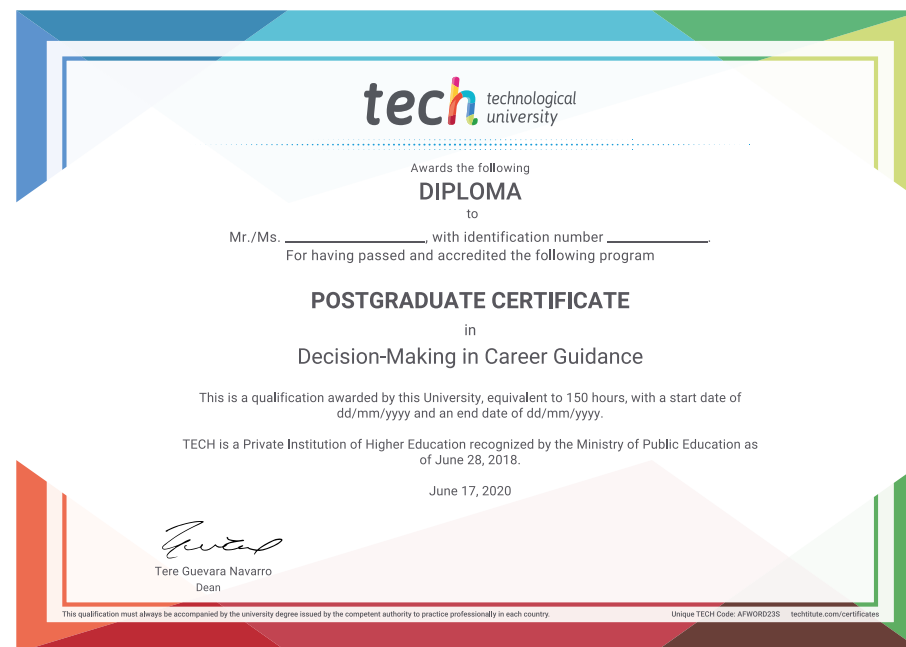 tech technological
university
Awards the following
DIPLOMA
to
Mr./Ms. ____________________, with identification number ______________.
For having passed and accredited the following program
POSTGRADUATE CERTIFICATE
in
Decision-Making in Career Guidance
This is a qualification awarded by this University, equivalent to 150 hours, with a start date of
dd/mm/yyyy and an end date of dd/mm/yyyy.
TECH is a Private Institution of Higher Education recognized by the Ministry of Public Education as
of June 28, 2018.
June 17, 2020
Tere Guevara Navarro
Dean
This qualification must always be accompanied by the university degree issued by the competent authority to practice professionally in each country. Unique TECH Code: AFWORD23S techtitute.com/certificates